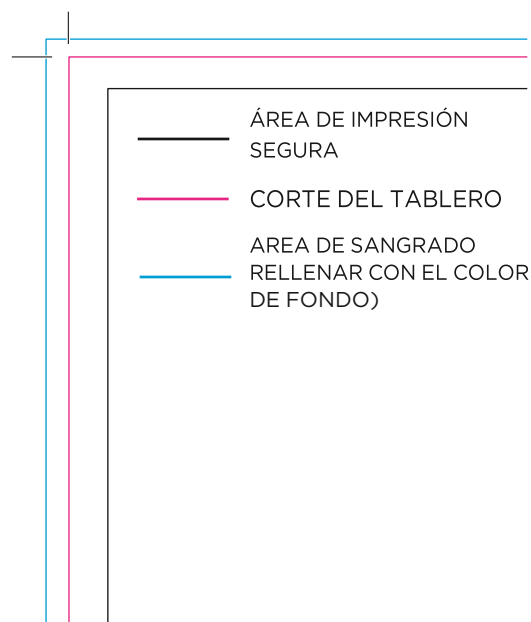 ÁREA DE IMPRESIÓN
SEGURA
CORTE DEL TABLERO
AREA DE SANGRADO
RELLENAR CON EL COLOR
DE FONDO)